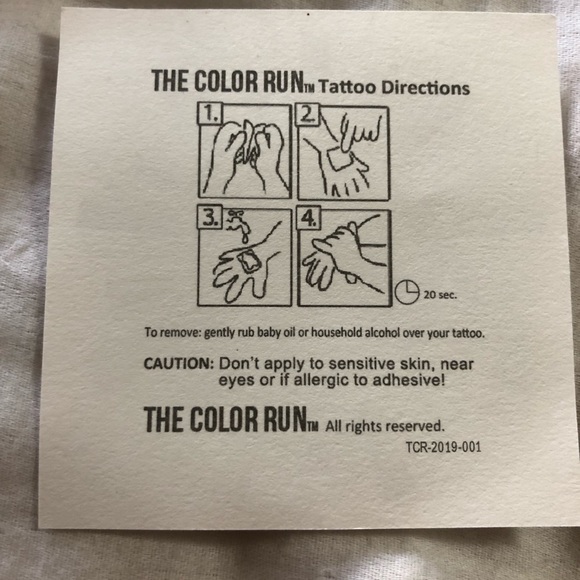 THE COLOR RUN™ Tattoo Directions
1.
2.
3.
4.
20 sec.
To remove: gently rub baby oil or household alcohol over your tattoo.
CAUTION: Don't apply to sensitive skin, near
eyes or if allergic to adhesive!
THE COLOR RUN™ All rights reserved.
TCR-2019-001